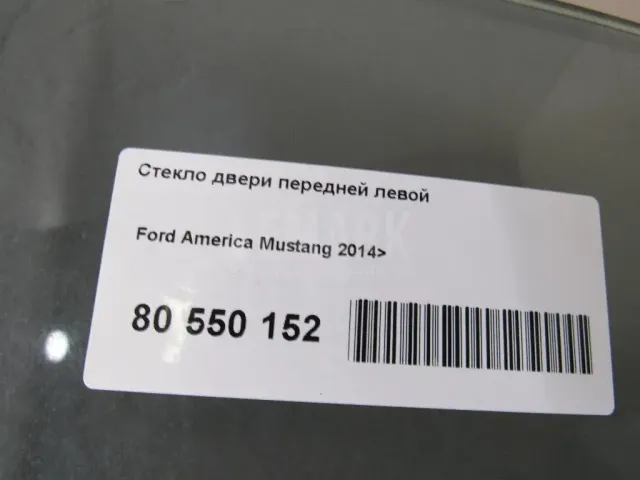 Стекло двери передней левой
Ford America Mustang 2014>
80 550 152